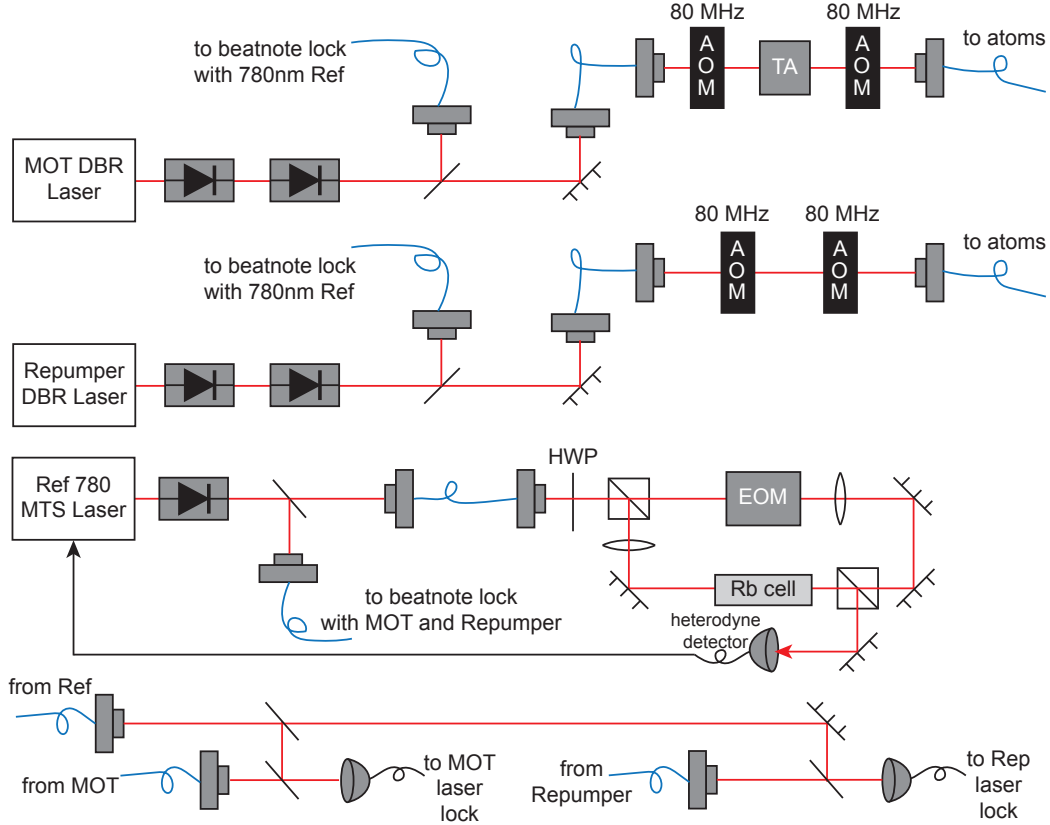 to beatnote lock
with 780nm Ref
80 MHz
80 MHz
AOM
TA
AOM
to atoms
MOT DBR
Laser
80 MHz
80 MHz
to beatnote lock
with 780nm Ref
AOM
AOM
to atoms
Repumper
DBR Laser
Ref 780
MTS Laser
HWP
EOM
Rb cell
to beatnote lock
with MOT and Repumper
heterodyne
detector
from Ref
from MOT
to MOT
laser
lock
from
Repumper
to Rep
laser
lock